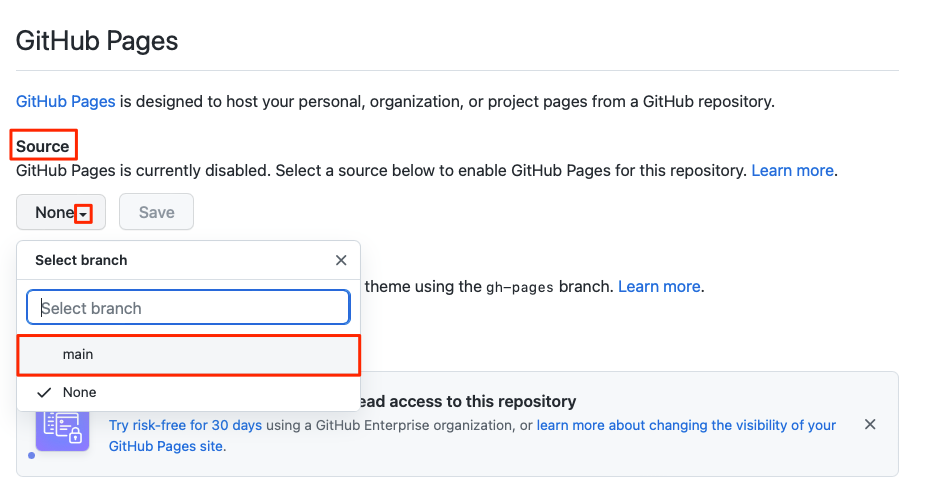 GitHub Pages
GitHub Pages is designed to host your personal, organization, or project pages from a GitHub repository.
Source
GitHub Pages is currently disabled. Select a source below to enable GitHub Pages for this repository. Learn more.
None Save
Select branch
theme using the gh-pages branch. Learn more.
Select branch
main
None
ead access to this repository
Try risk-free for 30 days using a GitHub Enterprise organization, or learn more about changing the visibility of your
GitHub Pages site.